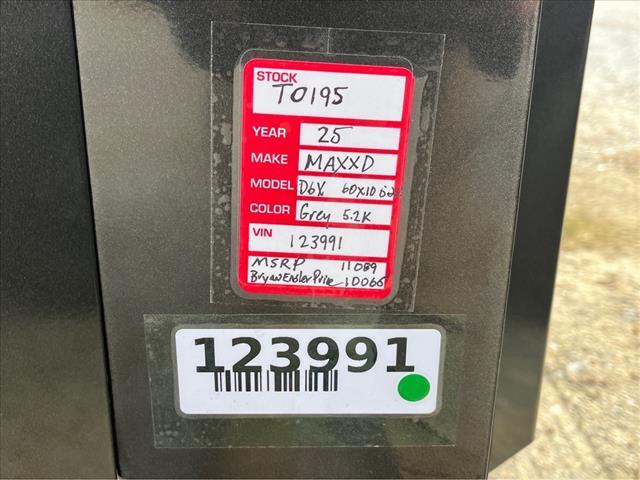 STOCK
T0195
YEAR 25
MAKE MAXXD
MODEL D6X 60X10
COLOR Grey 5.2K
VIN
123991
MSRP 11089
Bryan Ensler Price 10065
123991